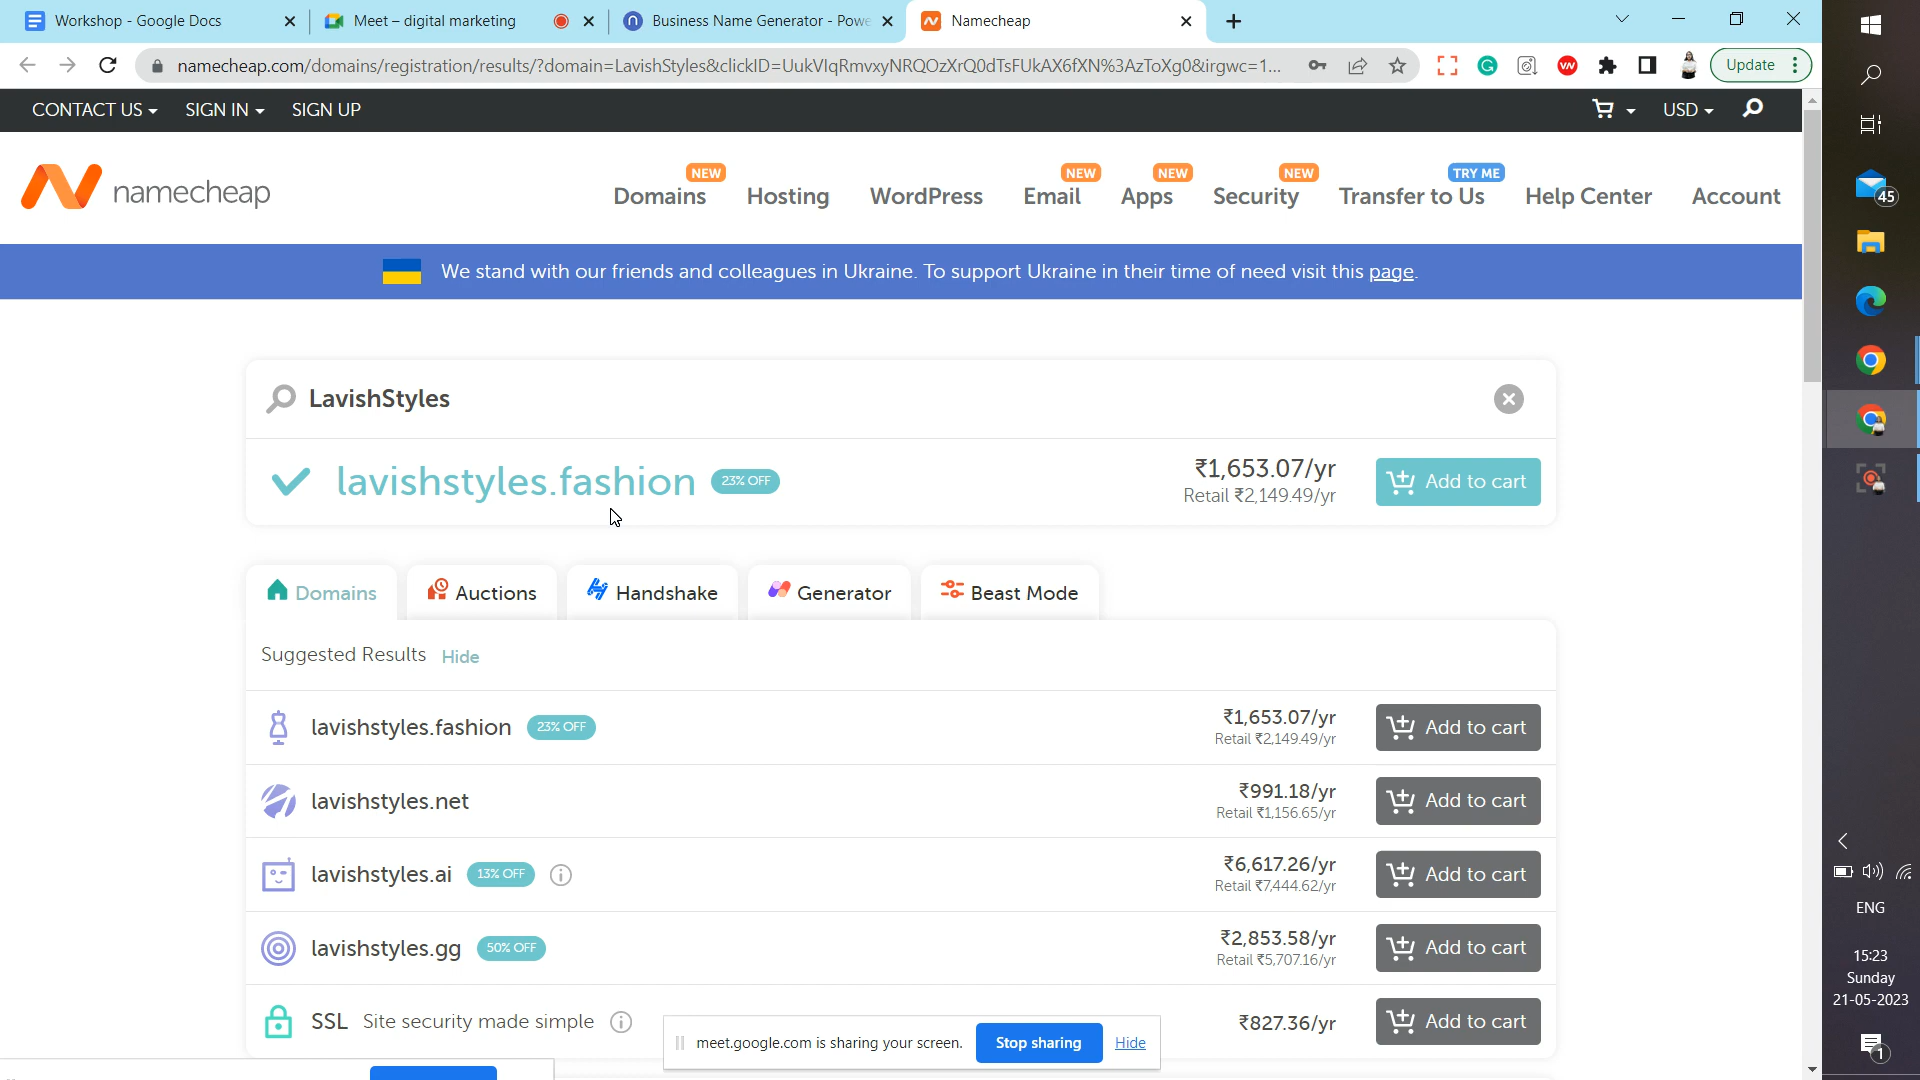 Workshop - Google Docs
Meet – digital marketing
Business Name Generator - Powe
Namecheap
namecheap.com/domains/registration/results/?domain=LavishStyles&clickID=UukVIqRmvxyNRQOzXrQ0dTsFUkAX6fXN%3AzToXg0&irgwc=1...
Update
CONTACT US
SIGN IN
SIGN UP
USD
namecheap
NEW
Domains
Hosting
WordPress
NEW
Email
NEW
Apps
NEW
Security
TRY ME
Transfer to Us
Help Center
Account
We stand with our friends and colleagues in Ukraine. To support Ukraine in their time of need visit this page.
LavishStyles
lavishstyles.fashion 23% OFF
₹1,653.07/yr
Retail ₹2,149.49/yr
Add to cart
Domains
Auctions
Handshake
Generator
Beast Mode
Suggested Results Hide
lavishstyles.fashion 23% OFF
₹1,653.07/yr
Retail ₹2,149.49/yr
Add to cart
lavishstyles.net
₹991.18/yr
Retail ₹1,156.65/yr
Add to cart
lavishstyles.ai 13% OFF
₹6,617.26/yr
Retail ₹7,444.62/yr
Add to cart
lavishstyles.gg 50% OFF
₹2,853.58/yr
Retail ₹5,707.16/yr
Add to cart
SSL Site security made simple
₹827.36/yr
Add to cart
meet.google.com is sharing your screen.
Stop sharing
Hide
45
ENG
15:23
Sunday
21-05-2023
1